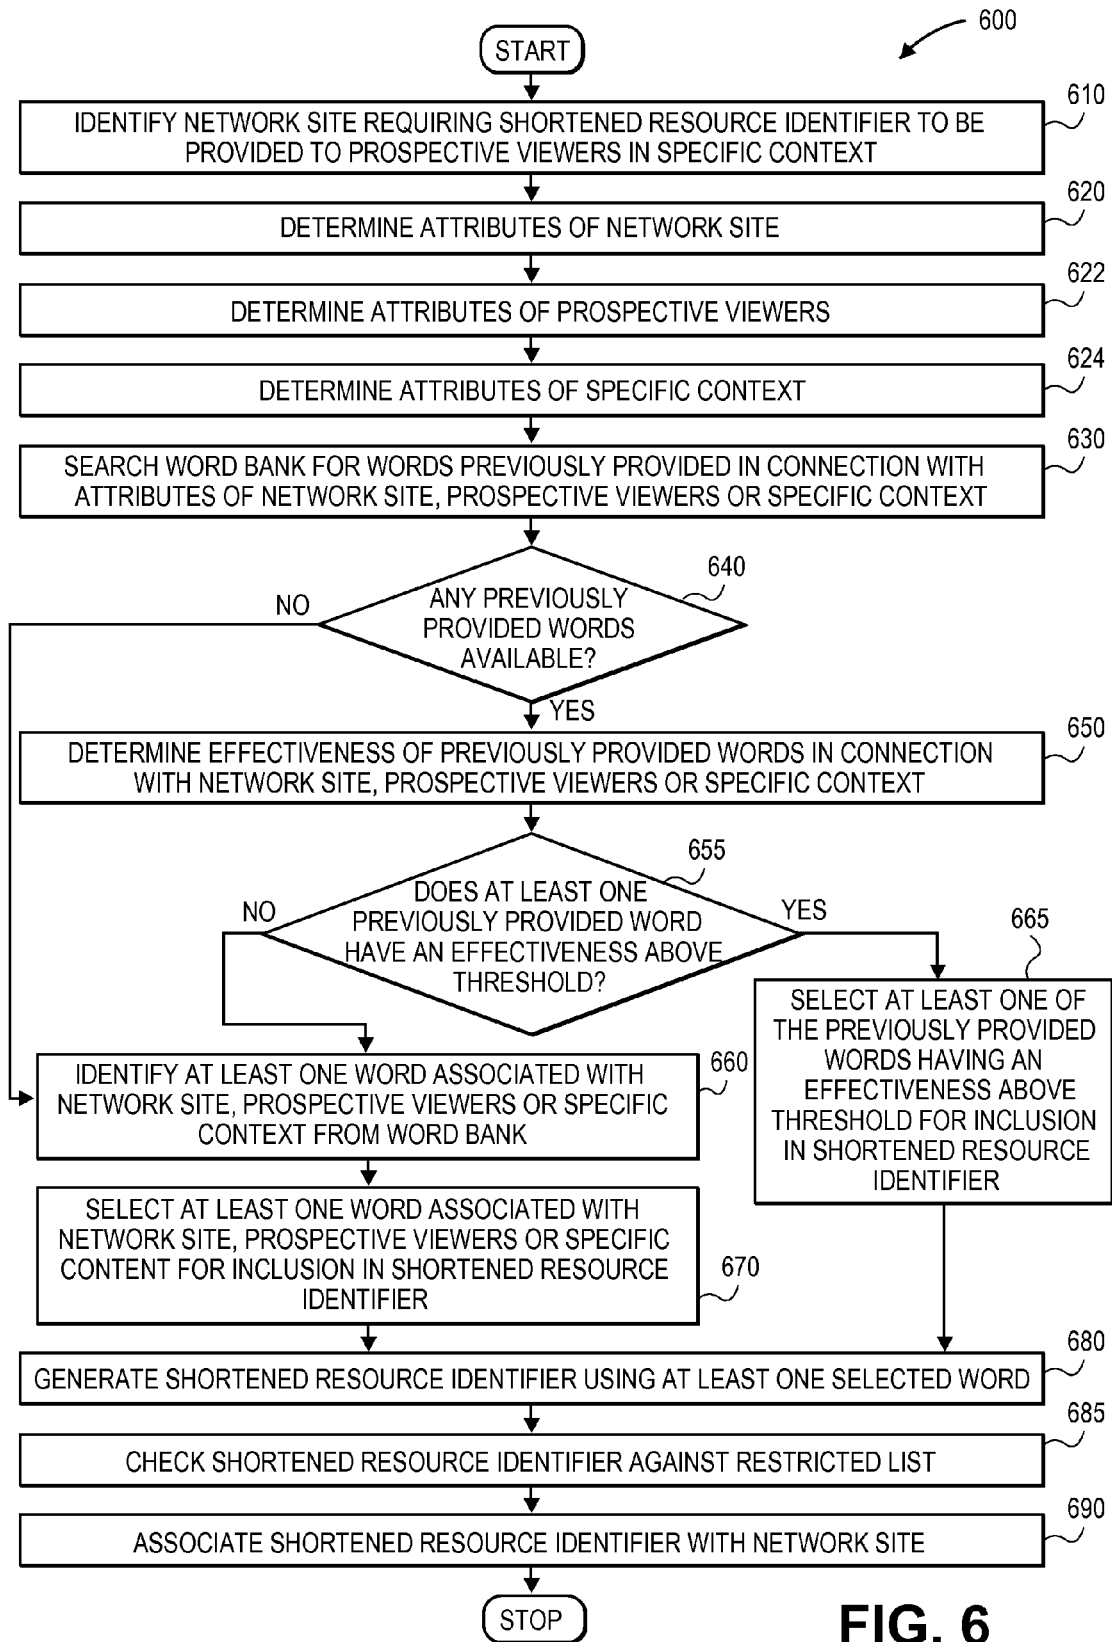 600
START
610
IDENTIFY NETWORK SITE REQUIRING SHORTENED RESOURCE IDENTIFIER TO BE
PROVIDED TO PROSPECTIVE VIEWERS IN SPECIFIC CONTEXT
620
DETERMINE ATTRIBUTES OF NETWORK SITE
622
DETERMINE ATTRIBUTES OF PROSPECTIVE VIEWERS
624
DETERMINE ATTRIBUTES OF SPECIFIC CONTEXT
630
SEARCH WORD BANK FOR WORDS PREVIOUSLY PROVIDED IN CONNECTION WITH
ATTRIBUTES OF NETWORK SITE, PROSPECTIVE VIEWERS OR SPECIFIC CONTEXT
640
NO
ANY PREVIOUSLY
PROVIDED WORDS
AVAILABLE?
YES
650
DETERMINE EFFECTIVENESS OF PREVIOUSLY PROVIDED WORDS IN CONNECTION
WITH NETWORK SITE, PROSPECTIVE VIEWERS OR SPECIFIC CONTEXT
655
NO
DOES AT LEAST ONE
PREVIOUSLY PROVIDED WORD
HAVE AN EFFECTIVENESS ABOVE
THRESHOLD?
YES
665
SELECT AT LEAST ONE OF
THE PREVIOUSLY PROVIDED
WORDS HAVING AN
EFFECTIVENESS ABOVE
THRESHOLD FOR INCLUSION
IN SHORTENED RESOURCE
IDENTIFIER
660
IDENTIFY AT LEAST ONE WORD ASSOCIATED WITH
NETWORK SITE, PROSPECTIVE VIEWERS OR SPECIFIC
CONTEXT FROM WORD BANK
SELECT AT LEAST ONE WORD ASSOCIATED WITH
NETWORK SITE, PROSPECTIVE VIEWERS OR SPECIFIC
CONTENT FOR INCLUSION IN SHORTENED RESOURCE
IDENTIFIER
670
680
GENERATE SHORTENED RESOURCE IDENTIFIER USING AT LEAST ONE SELECTED WORD
685
CHECK SHORTENED RESOURCE IDENTIFIER AGAINST RESTRICTED LIST
690
ASSOCIATE SHORTENED RESOURCE IDENTIFIER WITH NETWORK SITE
STOP
FIG. 6